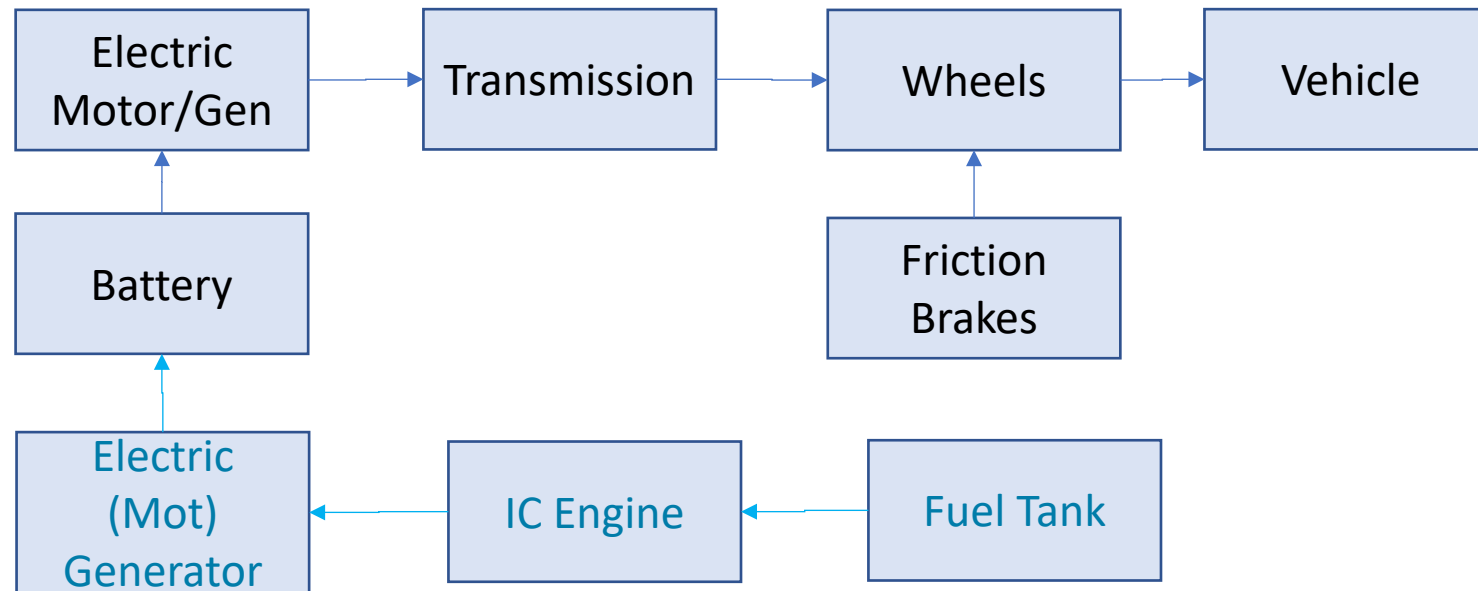 Electric
Motor/Gen
Transmission
Wheels
Vehicle
Battery
Friction
Brakes
Electric
(Mot)
Generator
IC Engine
Fuel Tank